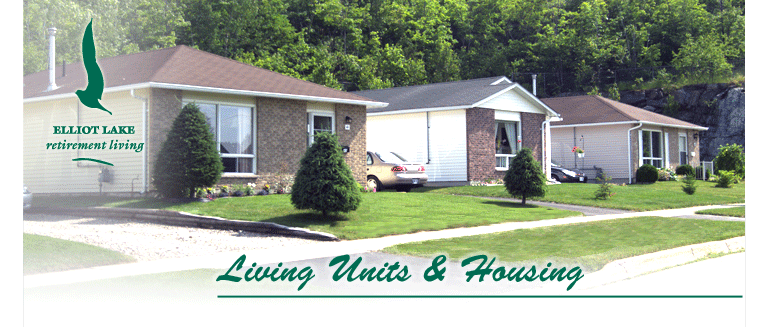 ELLIOT LAKE
retirement living
Living Units & Housing